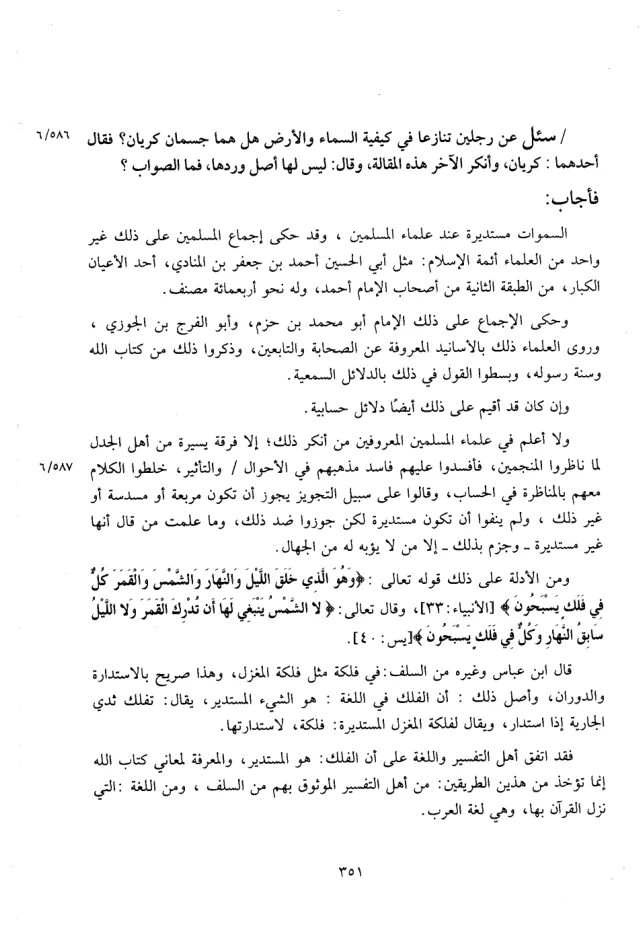 / سئل عن رجلين تنازعا في كيفية السماء والأرض هل هما جسمان كريان؟ فقال ٦/٥٨٦
أحدهما : كريان، وأنكر الآخر هذه المقالة، وقال: ليس لها أصل وردها، فما الصواب ؟
فأجاب:
السموات مستديرة عند علماء المسلمين ، وقد حكى إجماع المسلمين على ذلك غير
واحد من العلماء أئمة الإسلام: مثل أبي الحسين أحمد بن جعفر بن المنادي، أحد الأعيان
الكبار، من الطبقة الثانية من أصحاب الإمام أحمد، وله نحو أربعمائة مصنف.
وحكى الإجماع على ذلك الإمام أبو محمد بن حزم، وأبو الفرج بن الجوزي ،
وروى العلماء ذلك بالأسانيد المعروفة عن الصحابة والتابعين، وذكروا ذلك من كتاب الله
وسنة رسوله، وبسطوا القول في ذلك بالدلائل السمعية.
وإن كان قد أقيم على ذلك أيضًا دلائل حسابية.
ولا أعلم في علماء المسلمين المعروفين من أنكر ذلك؛ إلا فرقة يسيرة من أهل الجدل
لما ناظروا المنجمين، فأفسدوا عليهم فاسد مذهبهم في الأحوال / والتأثير، خلطوا الكلام ٦/٥٨٧
معهم بالمناظرة في الحساب، وقالوا على سبيل التجويز يجوز أن تكون مربعة أو مسدسة أو
غير ذلك ، ولم ينفوا أن تكون مستديرة لكن جوزوا ضد ذلك، وما علمت من قال أنها
غير مستديرة ـ وجزم بذلك ـ إلا من لا يؤبه له من الجهال.
ومن الأدلة على ذلك قوله تعالى :﴿وَهُوَ الَّذِي خَلَقَ اللَّيْلَ وَالنَّهَارَ وَالشَّمْسَ وَالْقَمَرَ كُلٌّ
فِي فَلَكٍ يَسْبَحُونَ﴾ [الأنبياء:٣٣]، وقال تعالى:﴿ لا الشَّمْسُ يَنْبَغِي لَهَا أَن تُدْرِكَ الْقَمَرَ وَلا اللَّيْلُ
سَابِقُ النَّهَارِ وَكُلٌّ فِي فَلَكٍ يَسْبَحُونَ﴾[يس:٤٠].
قال ابن عباس وغيره من السلف:في فلكة مثل فلكة المغزل، وهذا صريح بالاستدارة
والدوران، وأصل ذلك : أن الفلك في اللغة : هو الشيء المستدير، يقال: تفلك ثدي
الجارية إذا استدار، ويقال لفلكة المغزل المستديرة: فلكة، لاستدارتها.
فقد اتفق أهل التفسير واللغة على أن الفلك: هو المستدير، والمعرفة لمعاني كتاب الله
إنما تؤخذ من هذين الطريقين: من أهل التفسير الموثوق بهم من السلف ، ومن اللغة :التي
نزل القرآن بها، وهي لغة العرب.
٣٥١